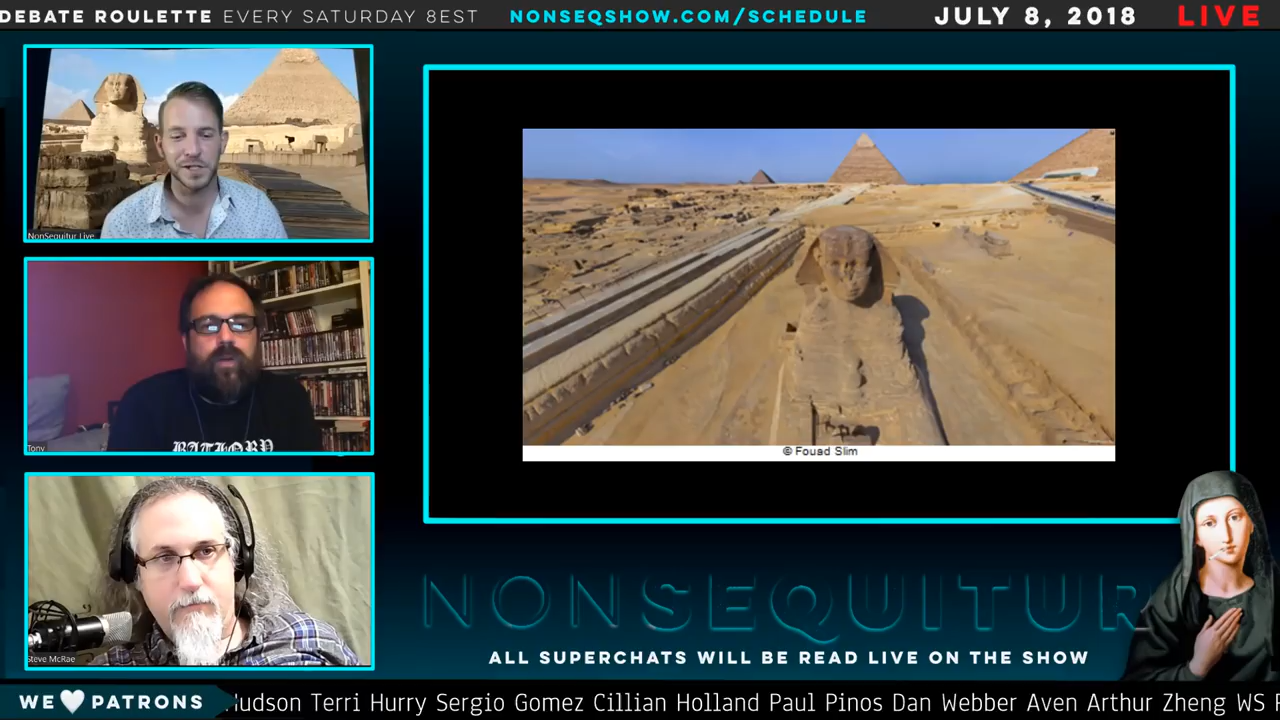 DEBATE ROULETTE EVERY SATURDAY 8EST NONSEQSHOW.COM/SCHEDULE JULY 8, 2018 LIVE
NonSequitur Live
Tony
BATHORY
Steve McRae
© Fouad Slim
NONSEQUITUR
ALL SUPERCHATS WILL BE READ LIVE ON THE SHOW
WE PATRONS Hudson Terri Hurry Sergio Gomez Cillian Holland Paul Pinos Dan Webber Aven Arthur Zheng WS